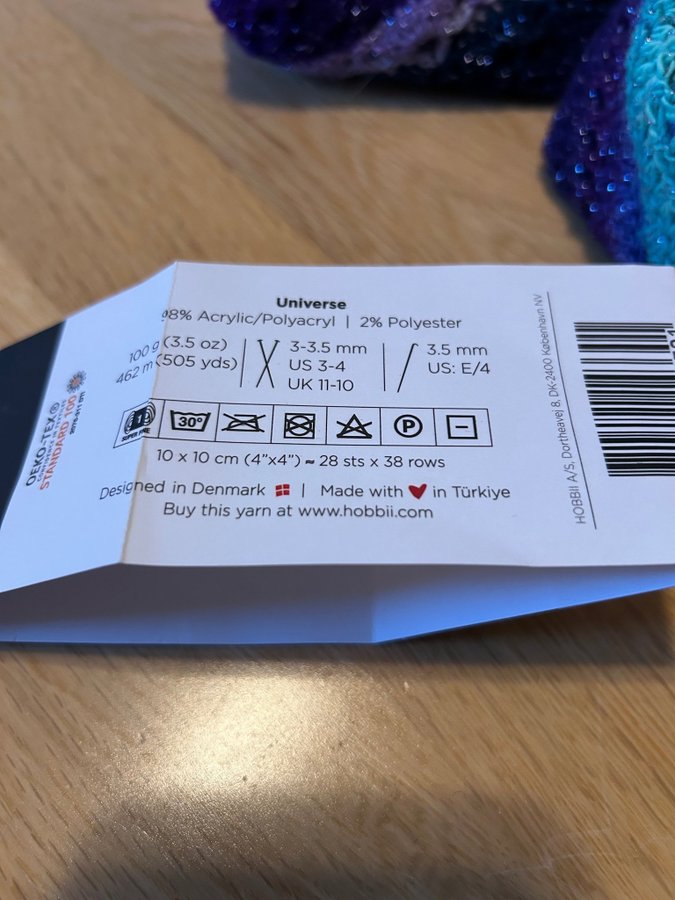 Universe
98% Acrylic/Polyacryl | 2% Polyester
100 g (3.5 oz)
462 m (505 yds)
3-3.5 mm
US 3-4
UK 11-10
3.5 mm
US: E/4
1
SUPER FINE
30°
P
10 x 10 cm (4"x4") = 28 sts x 38 rows
Designed in Denmark | Made with in Türkiye
Buy this yarn at www.hobbii.com
OEKO-TEX®
STANDARD 100
HOBBII A/S, Dortheavej 8, DK-2400 København NV